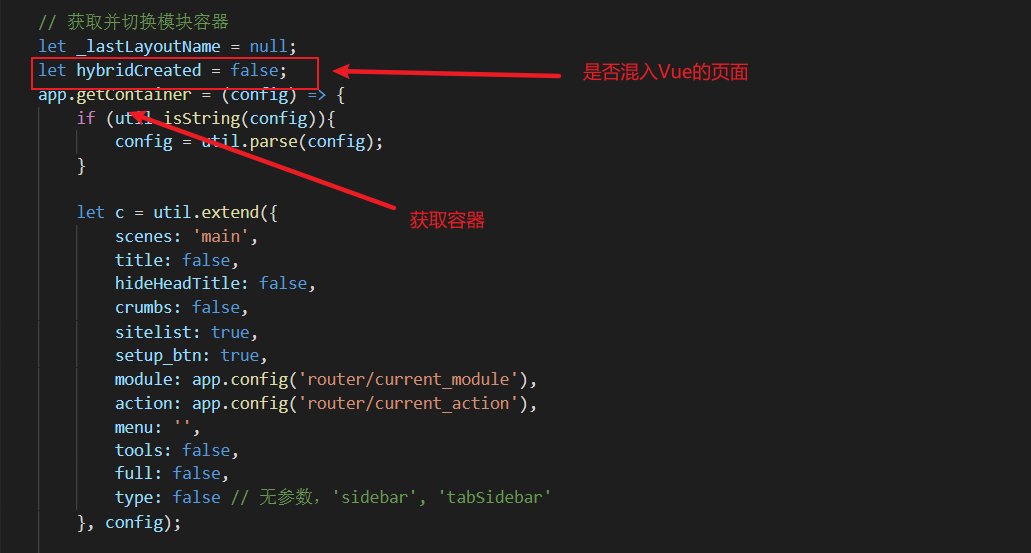 // 获取并切换模块容器
let _lastLayoutName = null;
let hybridCreated = false;
是否混入Vue的页面
app.getContainer = (config) => {
if (util.isString(config)){
config = util.parse(config);
}
获取容器
let c = util.extend({
scenes: 'main',
title: false,
hideHeadTitle: false,
crumbs: false,
sitelist: true,
setup_btn: true,
module: app.config('router/current_module'),
action: app.config('router/current_action'),
menu: '',
tools: false,
full: false,
type: false // 无参数，'sidebar', 'tabSidebar'
}, config);